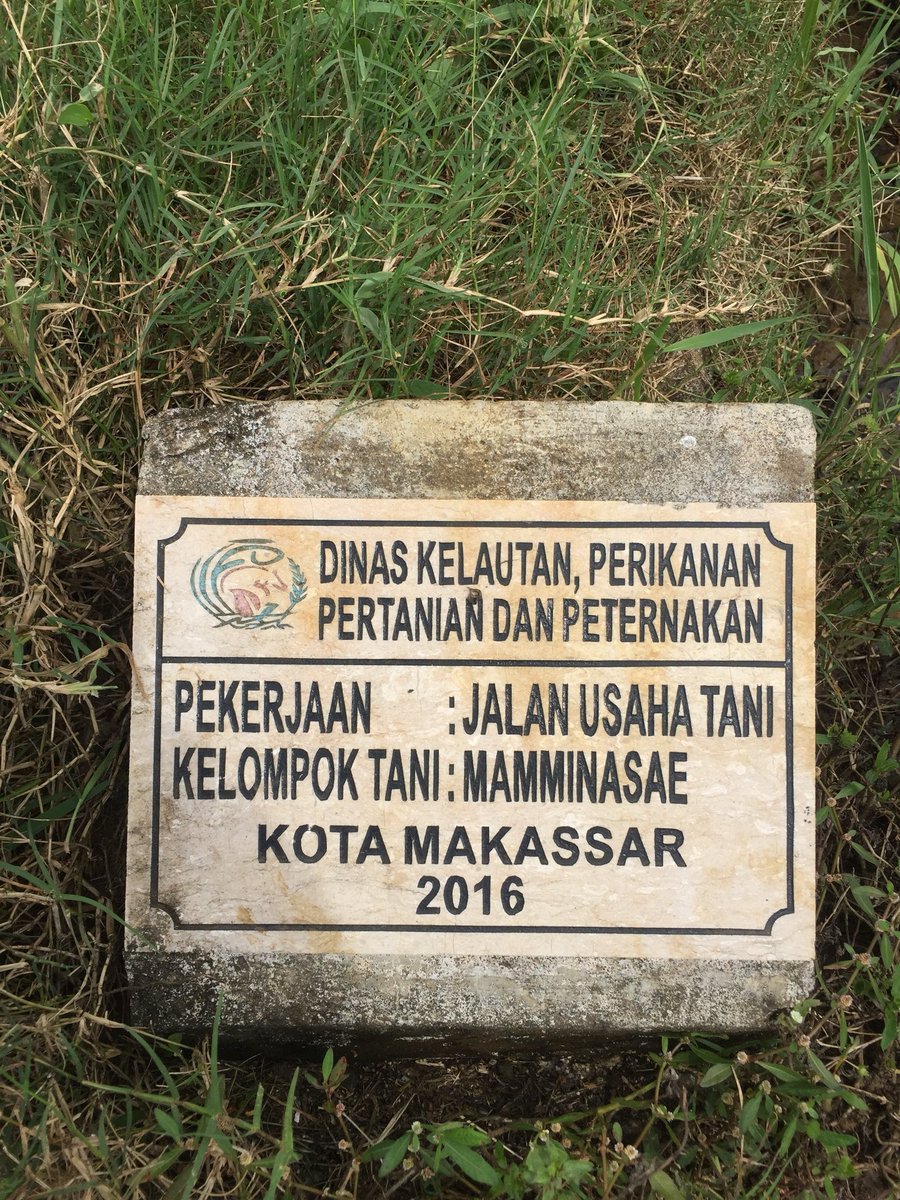 DINAS KELAUTAN, PERIKANAN
PERTANIAN DAN PETERNAKAN
PEKERJAAN : JALAN USAHA TANI
KELOMPOK TANI : MAMMINASAE
KOTA MAKASSAR
2016